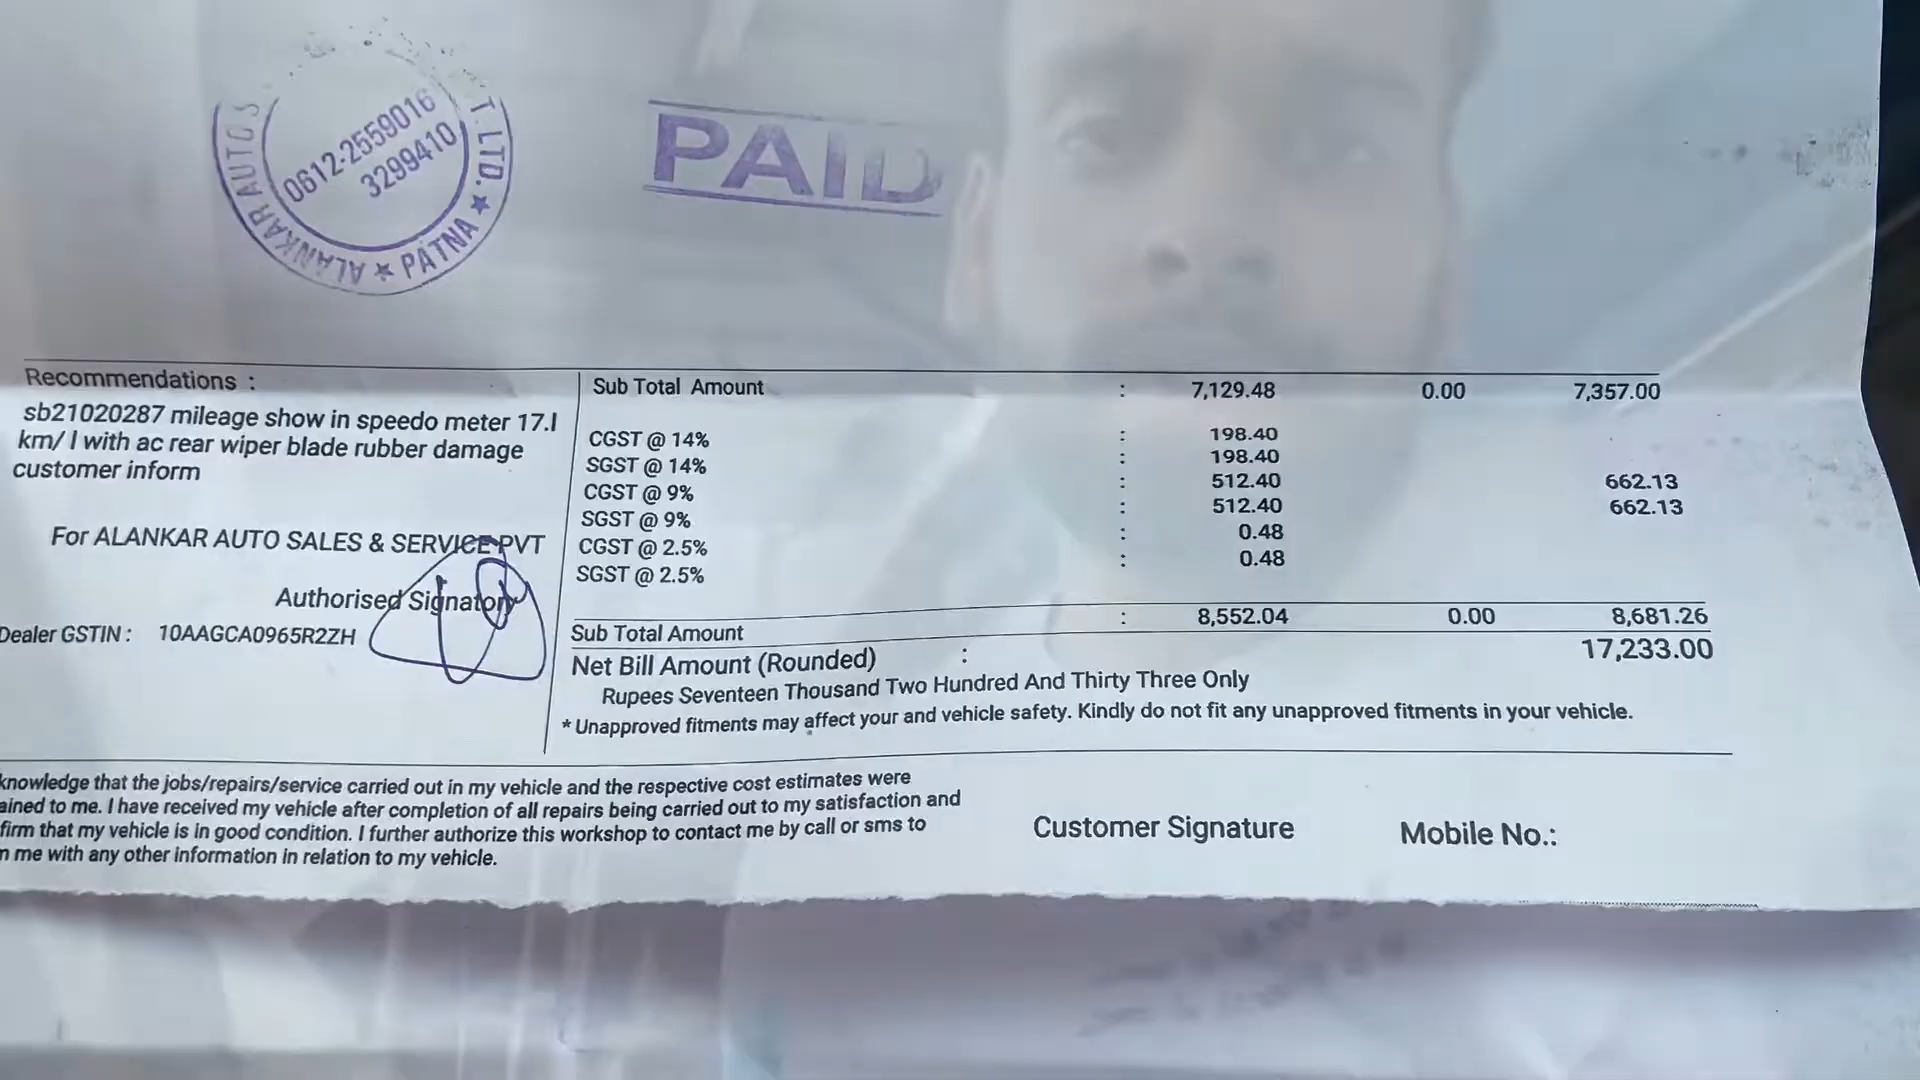 ALANKAR AUTO S
T. LTD.
★ PATNA ★
0612-2559016
3299410
PAID
Recommendations :
sb21020287 mileage show in speedo meter 17.l
km/ l with ac rear wiper blade rubber damage
customer inform
For ALANKAR AUTO SALES & SERVICE PVT
Authorised Signatory
Dealer GSTIN : 10AAGCA0965R2ZH
Sub Total Amount : 7,129.48 0.00 7,357.00
CGST @ 14% : 198.40
SGST @ 14% : 198.40
CGST @ 9% : 512.40 662.13
SGST @ 9% : 512.40 662.13
CGST @ 2.5% : 0.48
SGST @ 2.5% : 0.48
Sub Total Amount : 8,552.04 0.00 8,681.26
Net Bill Amount (Rounded) : 17,233.00
Rupees Seventeen Thousand Two Hundred And Thirty Three Only
* Unapproved fitments may affect your and vehicle safety. Kindly do not fit any unapproved fitments in your vehicle.
knowledge that the jobs/repairs/service carried out in my vehicle and the respective cost estimates were
ained to me. I have received my vehicle after completion of all repairs being carried out to my satisfaction and
firm that my vehicle is in good condition. I further authorize this workshop to contact me by call or sms to
n me with any other information in relation to my vehicle.
Customer Signature
Mobile No.: